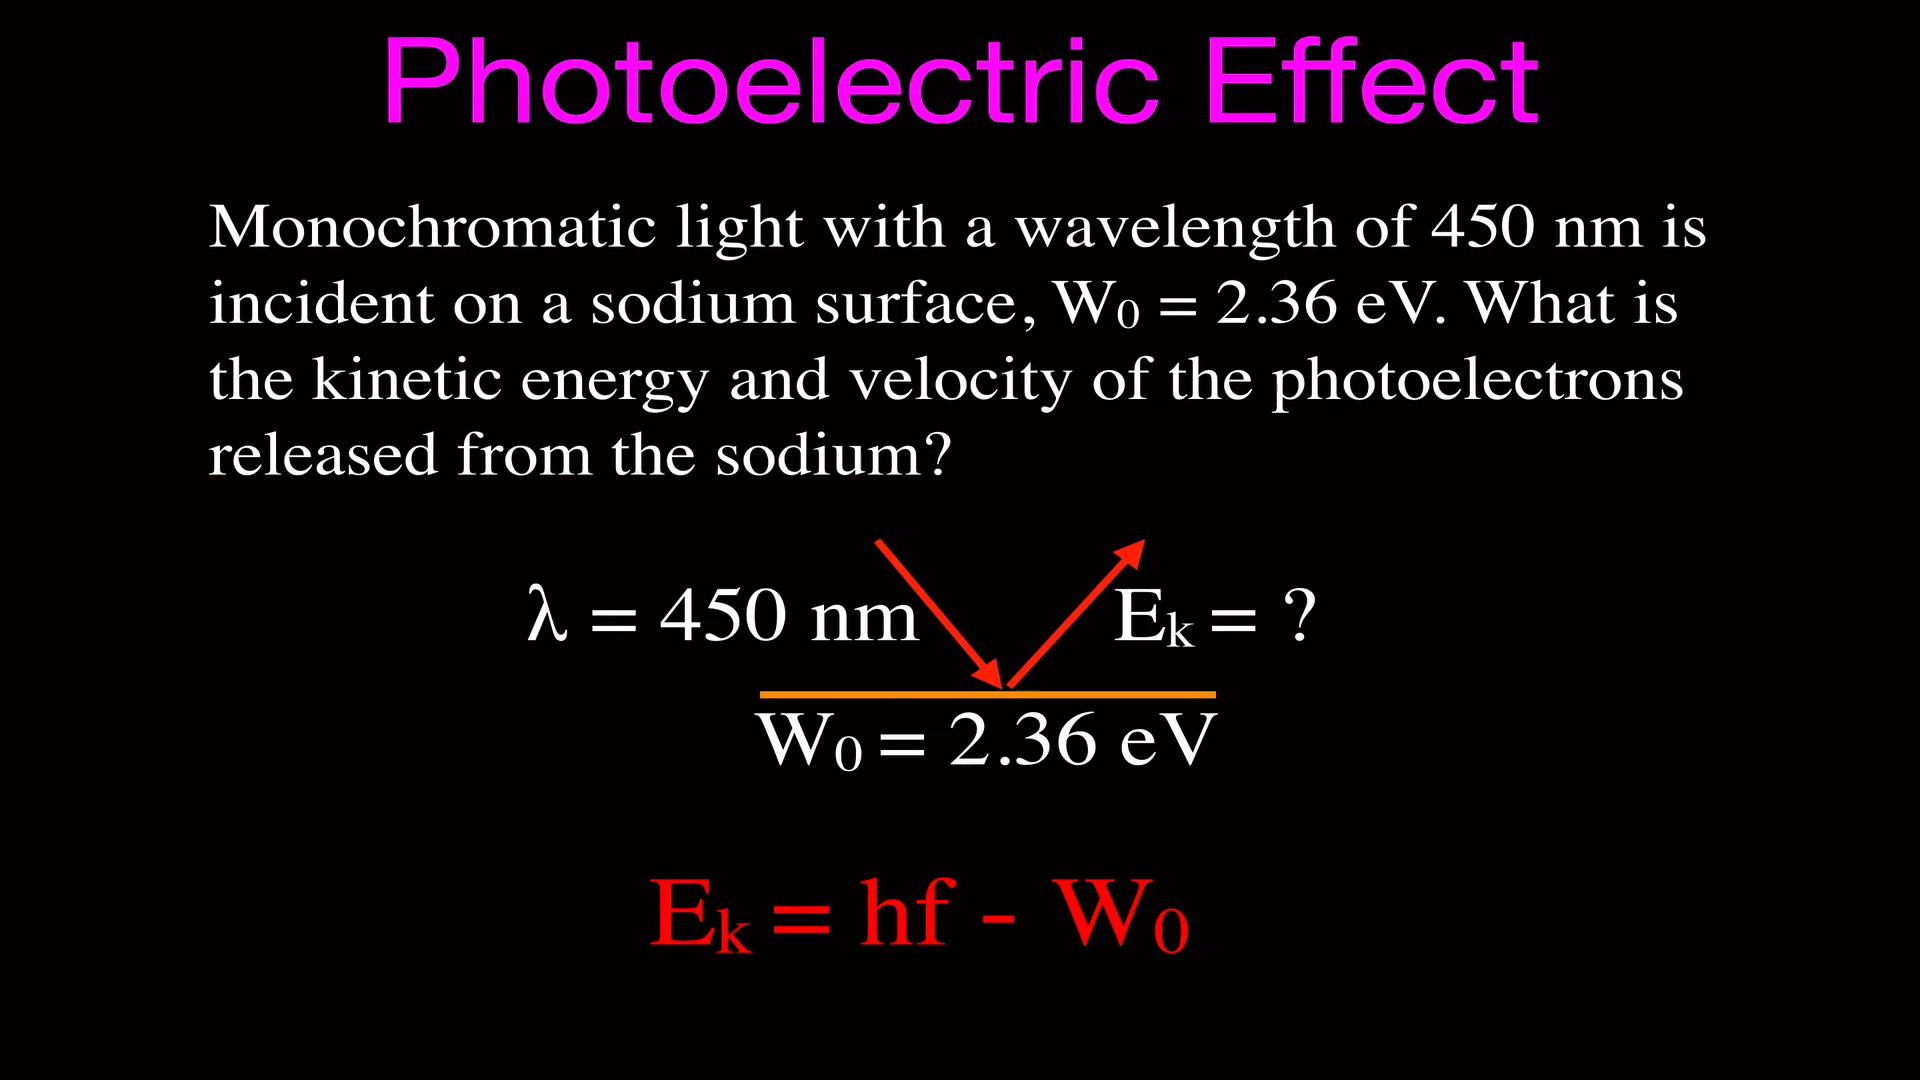 Photoelectric Effect
Monochromatic light with a wavelength of 450 nm is
incident on a sodium surface, W₀ = 2.36 eV. What is
the kinetic energy and velocity of the photoelectrons
released from the sodium?
λ = 450 nm
Eₖ = ?
W₀ = 2.36 eV
Eₖ = hf - W₀